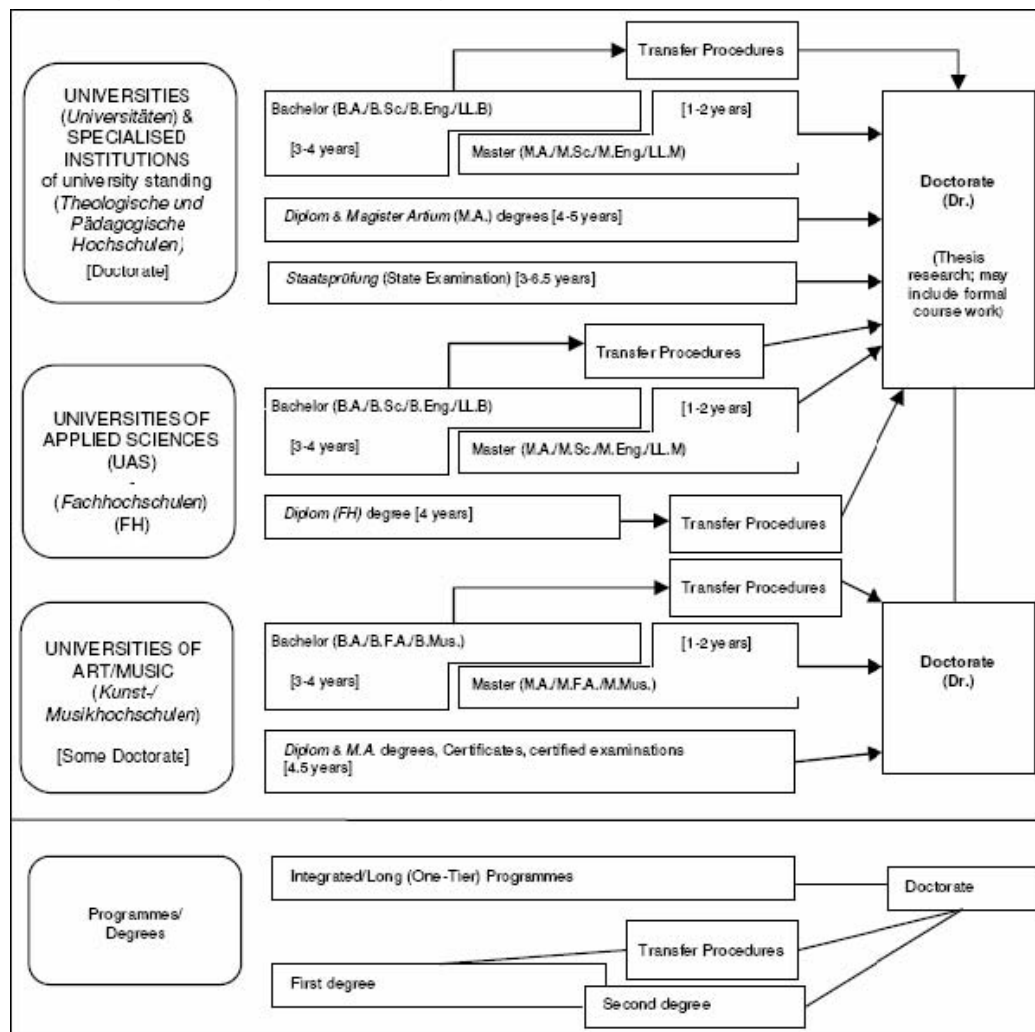 Transfer Procedures
UNIVERSITIES
(Universitäten) &
SPECIALISED
INSTITUTIONS
of university standing
(Theologische und
Pädagogische
Hochschulen)
[Doctorate]
Bachelor (B.A./B.Sc./B.Eng./LL.B)
[3-4 years]
[1-2 years]
Master (M.A./M.Sc./M.Eng./LL.M)
Diplom & Magister Artium (M.A.) degrees [4-5 years]
Staatsprüfung (State Examination) [3-6.5 years]
Doctorate
(Dr.)
(Thesis
research; may
include formal
course work)
Transfer Procedures
UNIVERSITIES OF
APPLIED SCIENCES
(UAS)
-
(Fachhochschulen)
(FH)
Bachelor (B.A./B.Sc./B.Eng./LL.B)
[3-4 years]
[1-2 years]
Master (M.A./M.Sc./M.Eng./LL.M)
Diplom (FH) degree [4 years]
Transfer Procedures
Transfer Procedures
UNIVERSITIES OF
ART/MUSIC
(Kunst-/
Musikhochschulen)
[Some Doctorate]
Bachelor (B.A./B.F.A./B.Mus.)
[3-4 years]
[1-2 years]
Master (M.A./M.F.A./M.Mus.)
Diplom & M.A. degrees, Certificates, certified examinations
[4.5 years]
Doctorate
(Dr.)
Programmes/
Degrees
Integrated/Long (One-Tier) Programmes
Doctorate
Transfer Procedures
First degree
Second degree